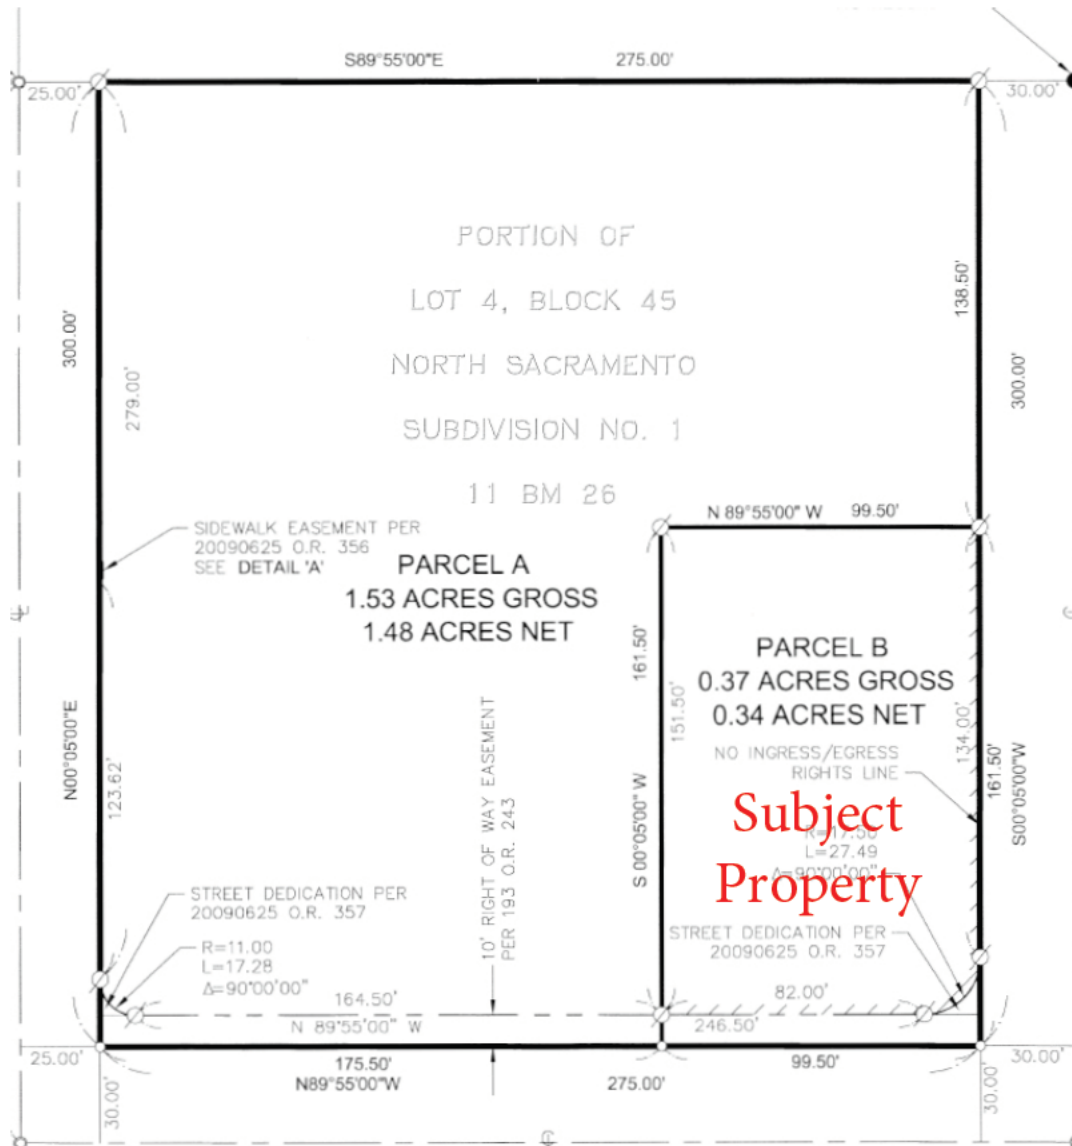 S89°55'00"E 275.00'
25.00'
30.00'
PORTION OF
LOT 4, BLOCK 45
NORTH SACRAMENTO
SUBDIVISION NO. 1
11 BM 26
300.00'
279.00'
138.50'
300.00'
N 89°55'00" W 99.50'
SIDEWALK EASEMENT PER
20090625 O.R. 356
SEE DETAIL 'A'
PARCEL A
1.53 ACRES GROSS
1.48 ACRES NET
161.50'
151.50'
PARCEL B
0.37 ACRES GROSS
0.34 ACRES NET
134.00'
161.50'
S00°05'00"W
NO INGRESS/EGRESS
RIGHTS LINE
N00°05'00"E
123.62'
10' RIGHT OF WAY EASEMENT
PER 193 O.R. 243
S 00°05'00" W
Subject
Property
R=17.50
L=27.49
Δ=90°00'00"
STREET DEDICATION PER
20090625 O.R. 357
R=11.00
L=17.28
Δ=90°00'00"
STREET DEDICATION PER
20090625 O.R. 357
164.50'
N 89°55'00" W
82.00'
246.50'
25.00'
175.50'
99.50'
30.00'
N89°55'00"W 275.00'
30.00'
30.00'